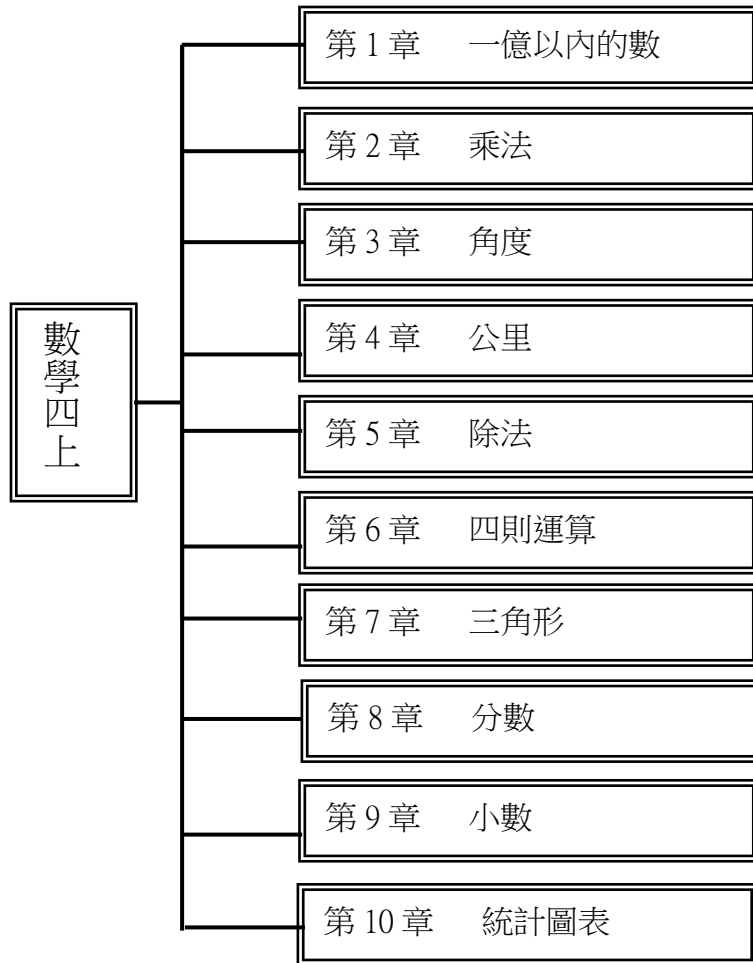 數學四上
第 1 章 一億以內的數
第 2 章 乘法
第 3 章 角度
第 4 章 公里
第 5 章 除法
第 6 章 四則運算
第 7 章 三角形
第 8 章 分數
第 9 章 小數
第 10 章 統計圖表